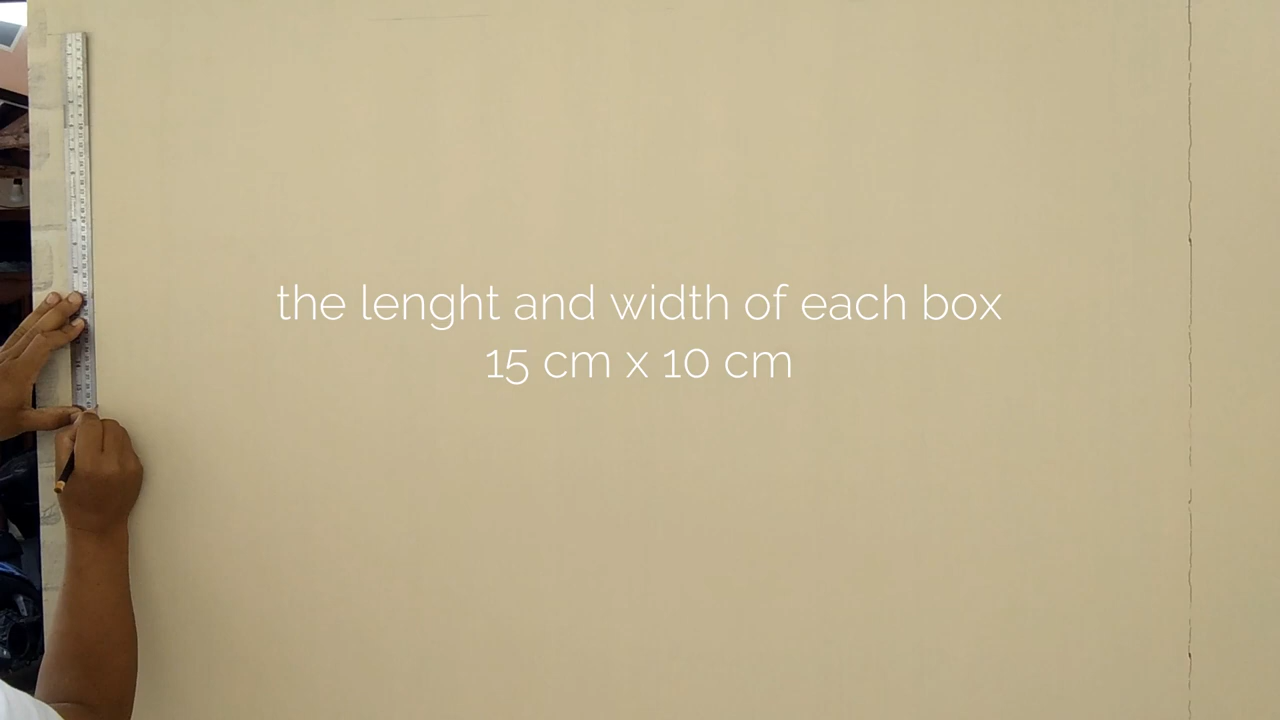 the lenght and width of each box
15 cm x 10 cm